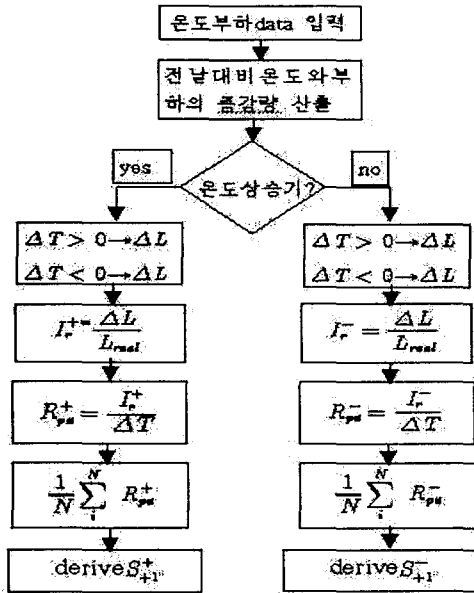 온도부하data 입력
전날대비온도와부
하의 증감량 산출
yes
온도상승기?
no
ΔT > 0→ΔL
ΔT < 0→ΔL
ΔT > 0→ΔL
ΔT < 0→ΔL
I_r^+ = ΔL / L_real
I_r^- = ΔL / L_real
R_pu^+ = I_r^+ / ΔT
R_pu^- = I_r^- / ΔT
1/N ∑_i^N R_pu^+
1/N ∑_i^N R_pu^-
derive S_{+1°}^+
derive S_{+1°}^-